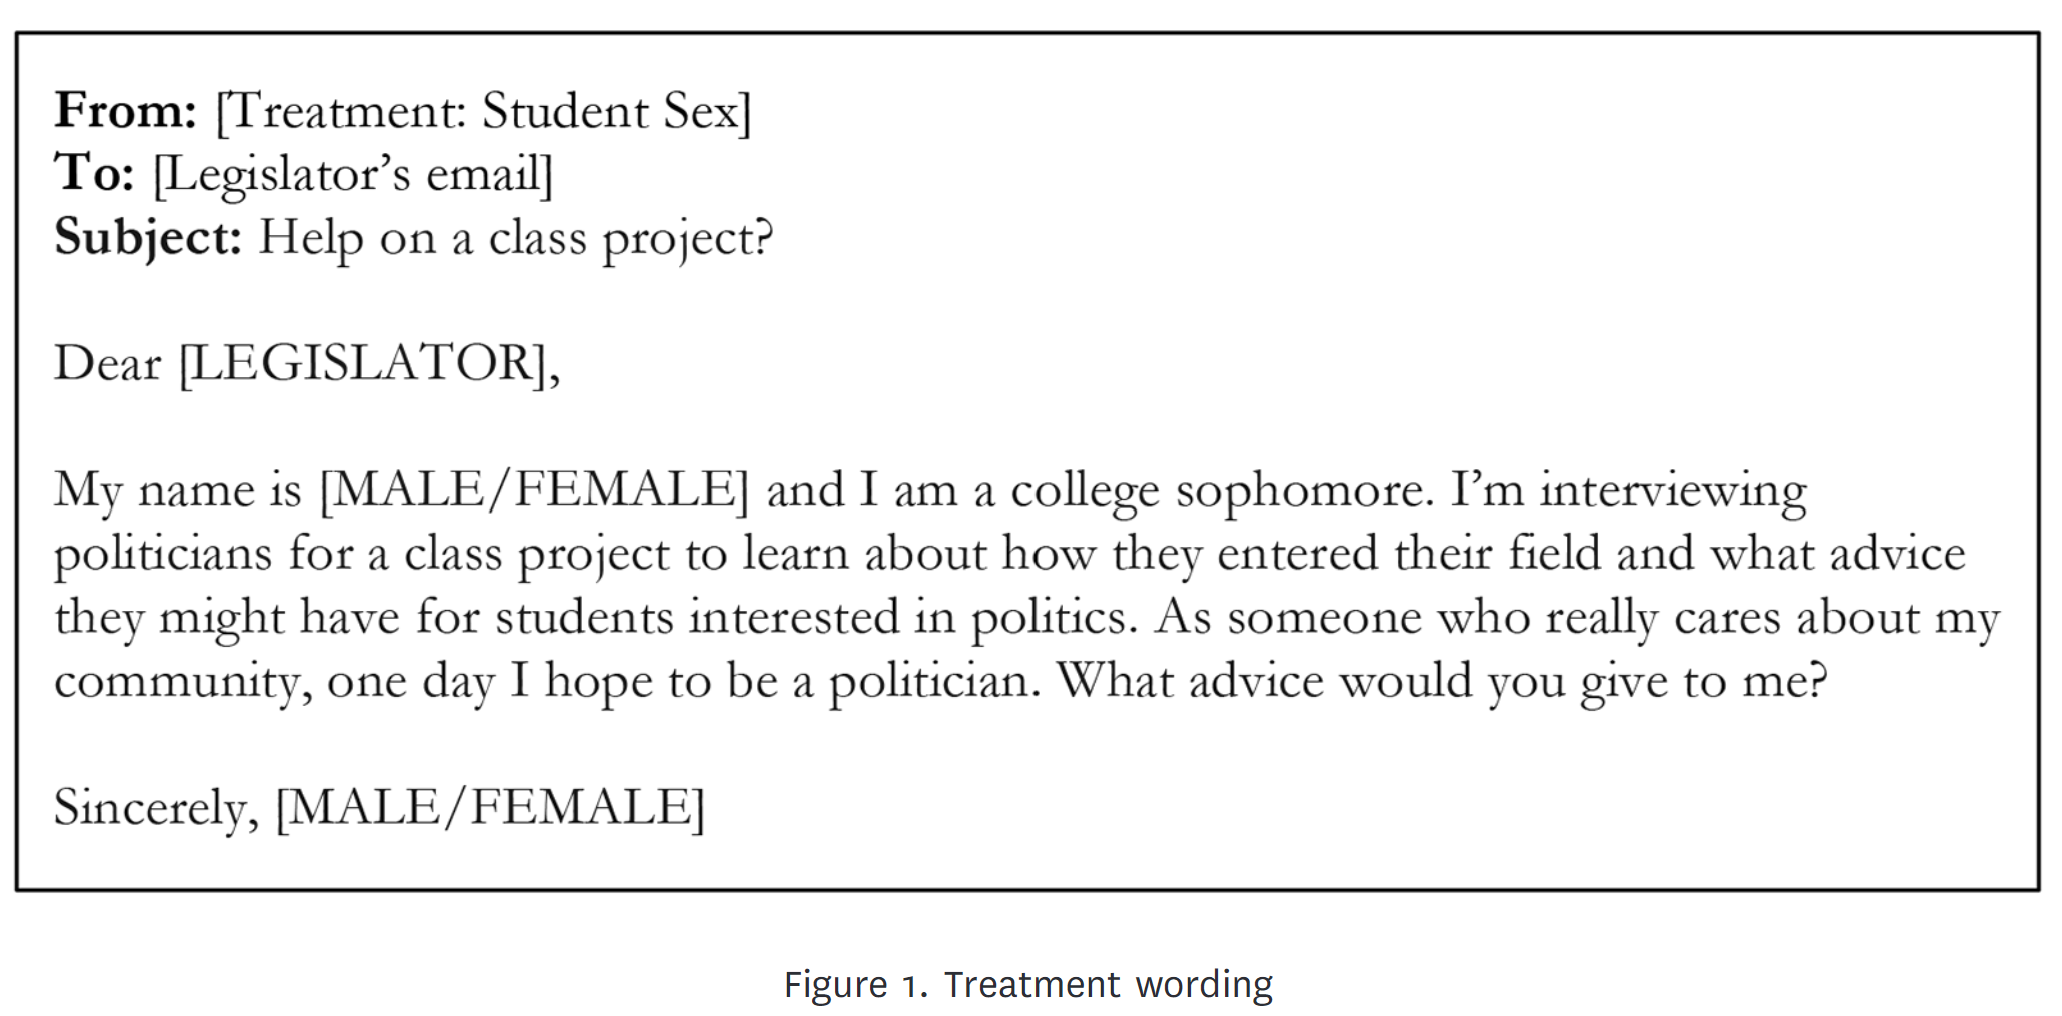 From: [Treatment: Student Sex]
To: [Legislator’s email]
Subject: Help on a class project?
Dear [LEGISLATOR],
My name is [MALE/FEMALE] and I am a college sophomore. I’m interviewing
politicians for a class project to learn about how they entered their field and what advice
they might have for students interested in politics. As someone who really cares about my
community, one day I hope to be a politician. What advice would you give to me?
Sincerely, [MALE/FEMALE]
Figure 1. Treatment wording